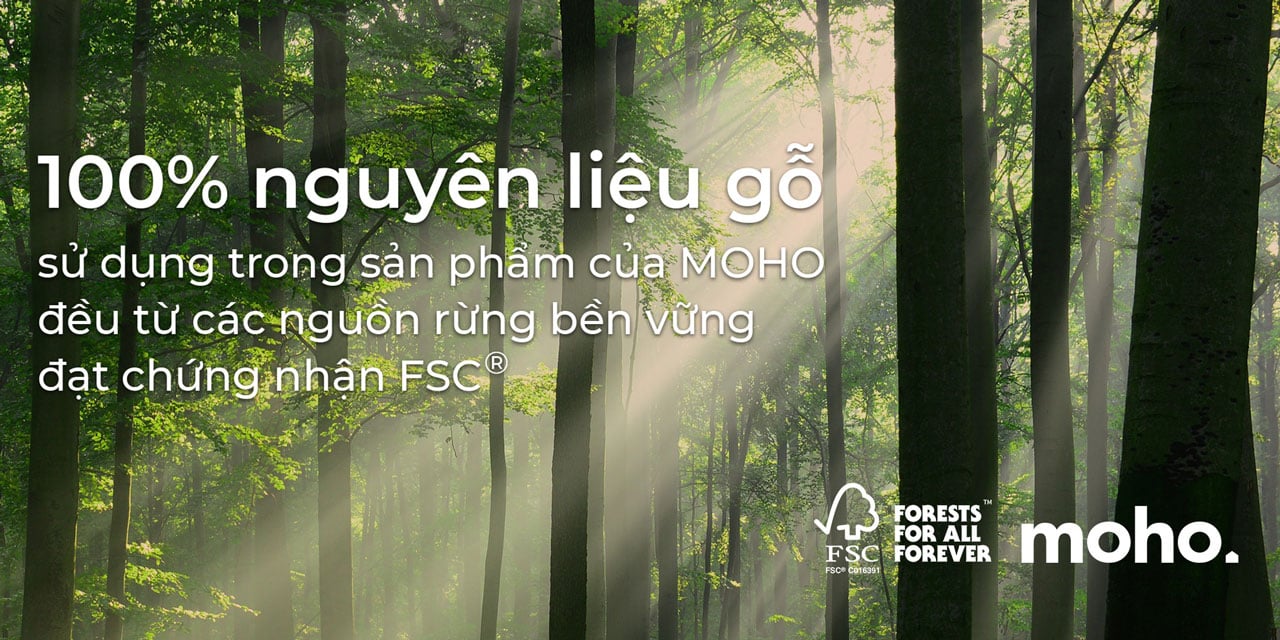 100% nguyên liệu gỗ
sử dụng trong sản phẩm của MOHO
đều từ các nguồn rừng bền vững
đạt chứng nhận FSC®
FSC
FSC® C016391
FORESTS™
FOR ALL
FOREVER
moho.